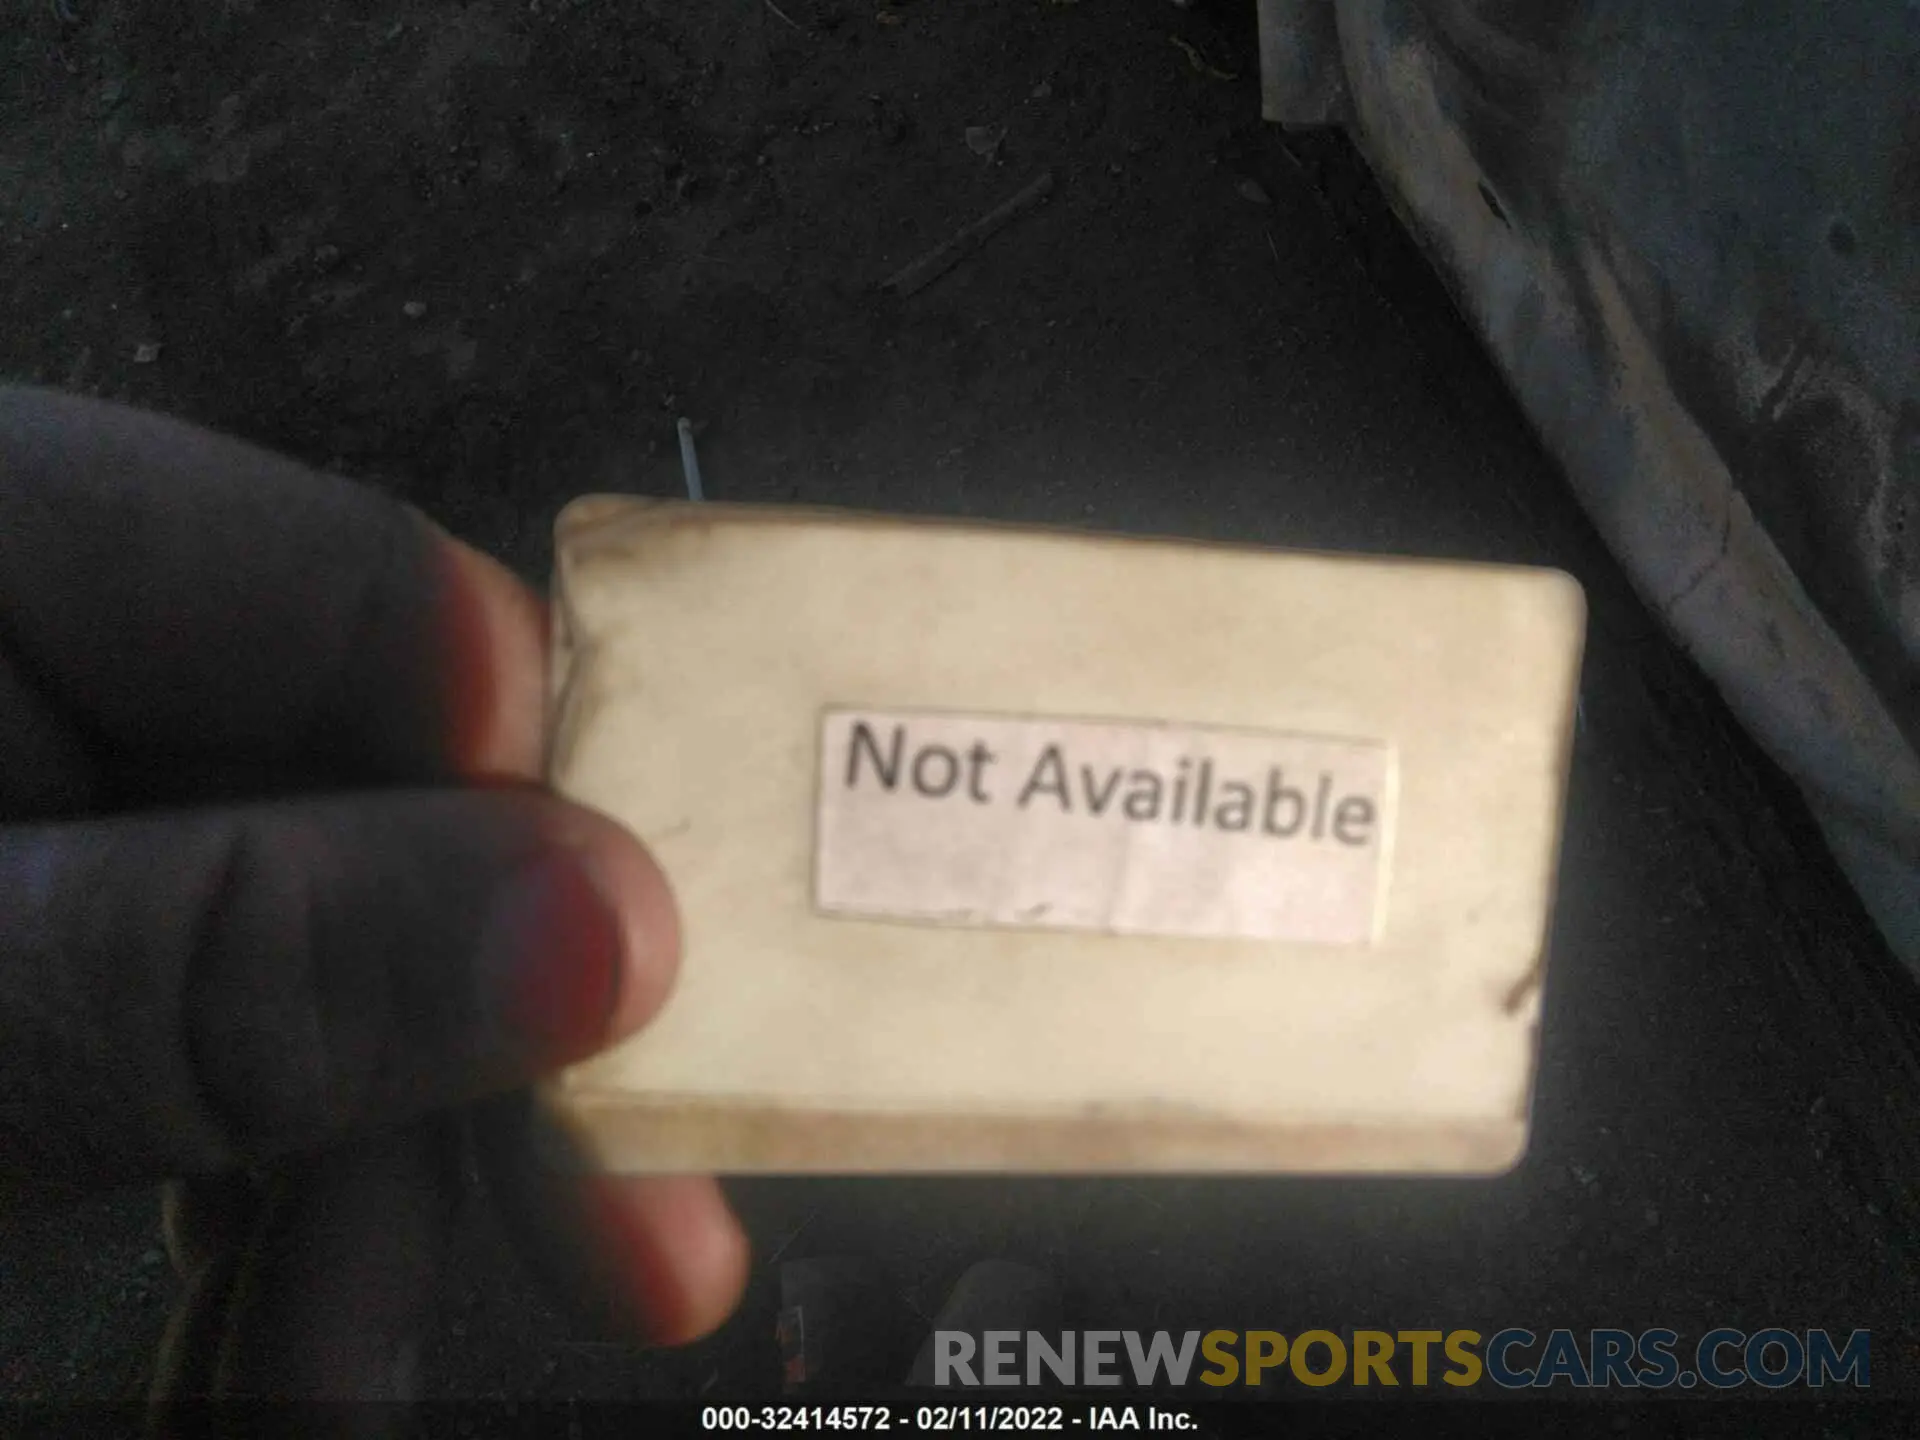 Not Available
RENEWSPORTSCARS.COM
000-32414572 - 02/11/2022 - IAA Inc.